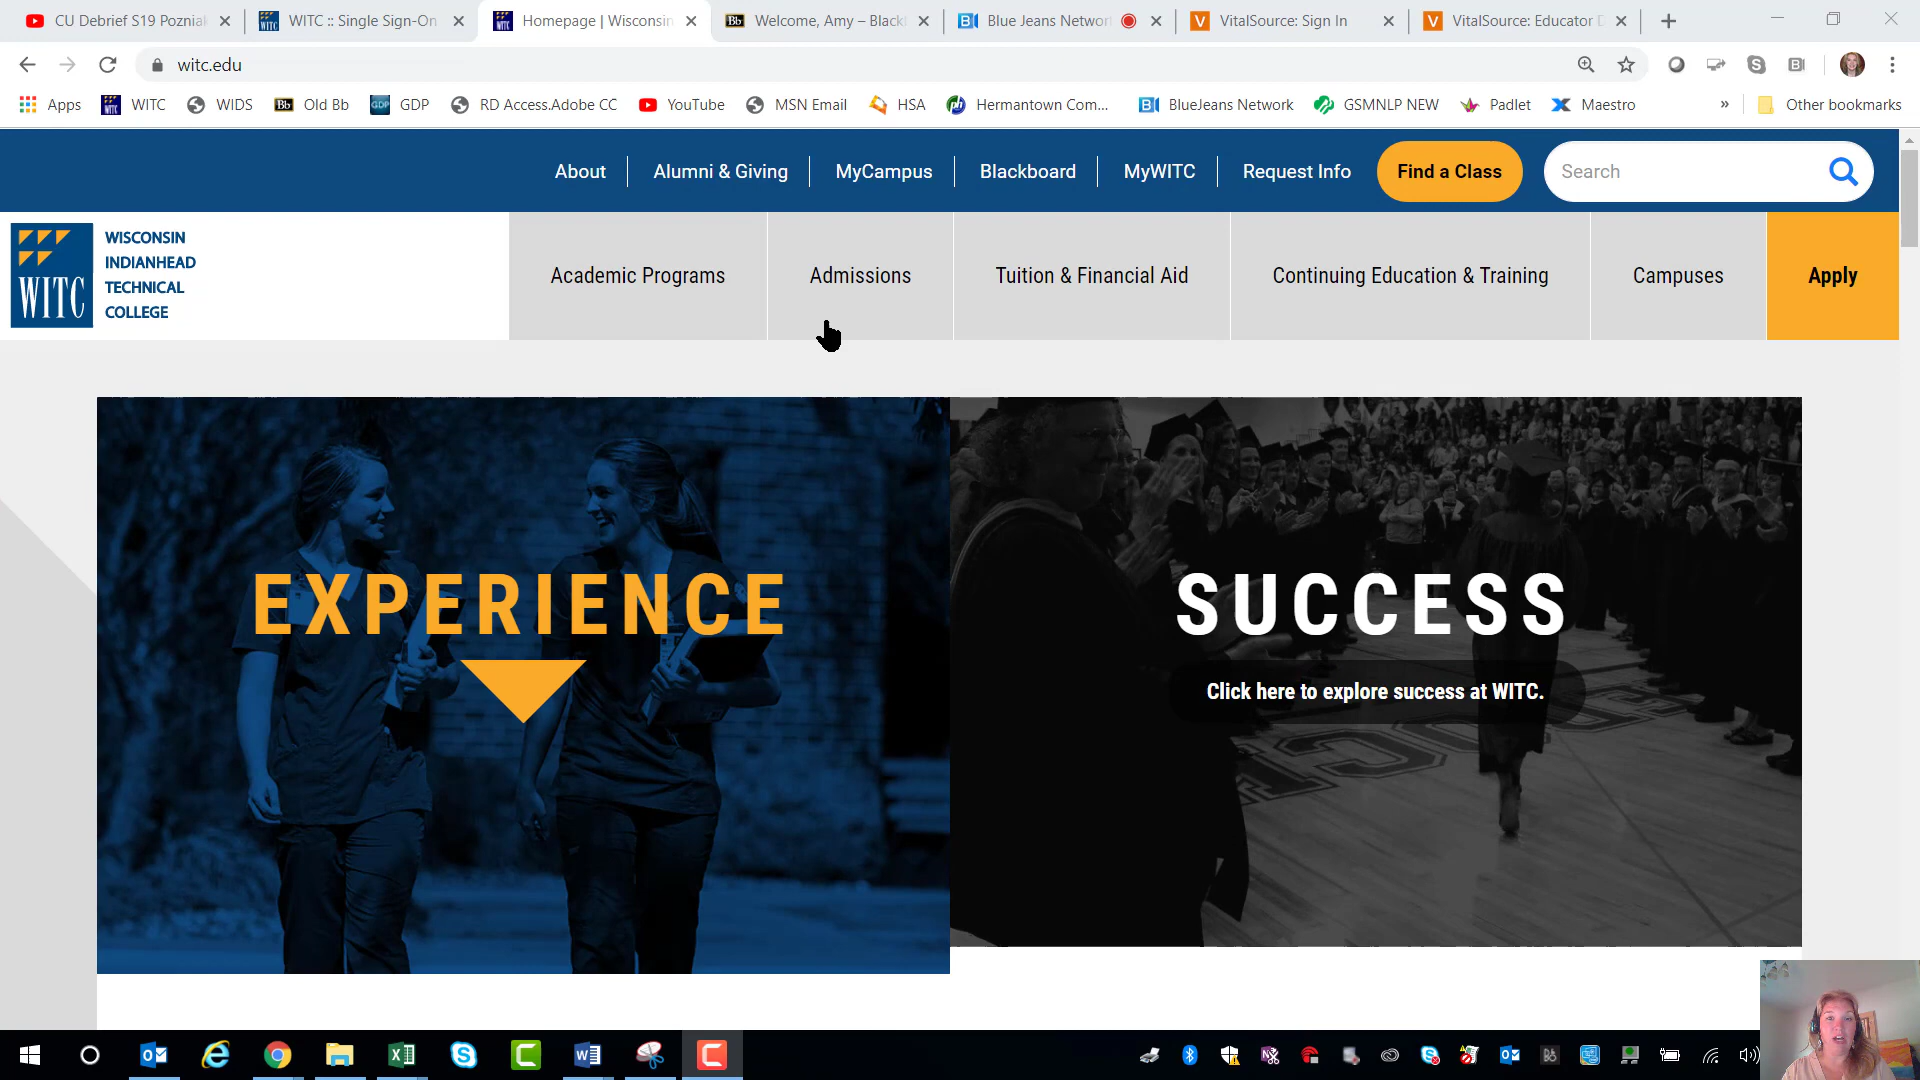 CU Debrief S19 Pozniak
WITC :: Single Sign-On
Homepage | Wisconsin
Welcome, Amy – Black
Blue Jeans Network
VitalSource: Sign In
VitalSource: Educator D
witc.edu
Apps
WITC
WIDS
Old Bb
GDP
RD Access.Adobe CC
YouTube
MSN Email
HSA
Hermantown Com...
BlueJeans Network
GSMNLP NEW
Padlet
Maestro
»
Other bookmarks
About
Alumni & Giving
MyCampus
Blackboard
MyWITC
Request Info
Find a Class
Search
WITC
WISCONSIN
INDIANHEAD
TECHNICAL
COLLEGE
Academic Programs
Admissions
Tuition & Financial Aid
Continuing Education & Training
Campuses
Apply
EXPERIENCE
SUCCESS
Click here to explore success at WITC.